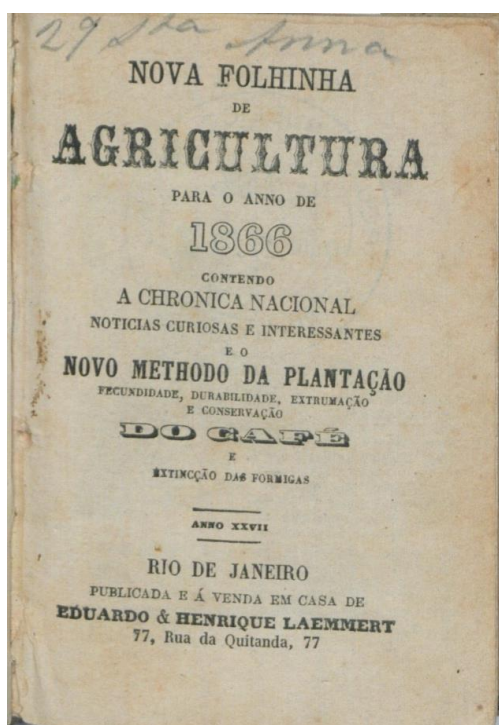 29 Sta Anna
NOVA FOLHINHA
DE
AGRICULTURA
PARA O ANNO DE
1866
CONTENDO
A CHRONICA NACIONAL
NOTICIAS CURIOSAS E INTERESSANTES
E O
NOVO METHODO DA PLANTAÇÃO
FECUNDIDADE, DURABILIDADE, EXTRUMAÇÃO
E CONSERVAÇÃO
DO CAFÉ
E
EXTINCÇÃO DAS FORMIGAS
ANNO XXVII
RIO DE JANEIRO
PUBLICADA E Á VENDA EM CASA DE
EDUARDO & HENRIQUE LAEMMERT
77, Rua da Quitanda, 77